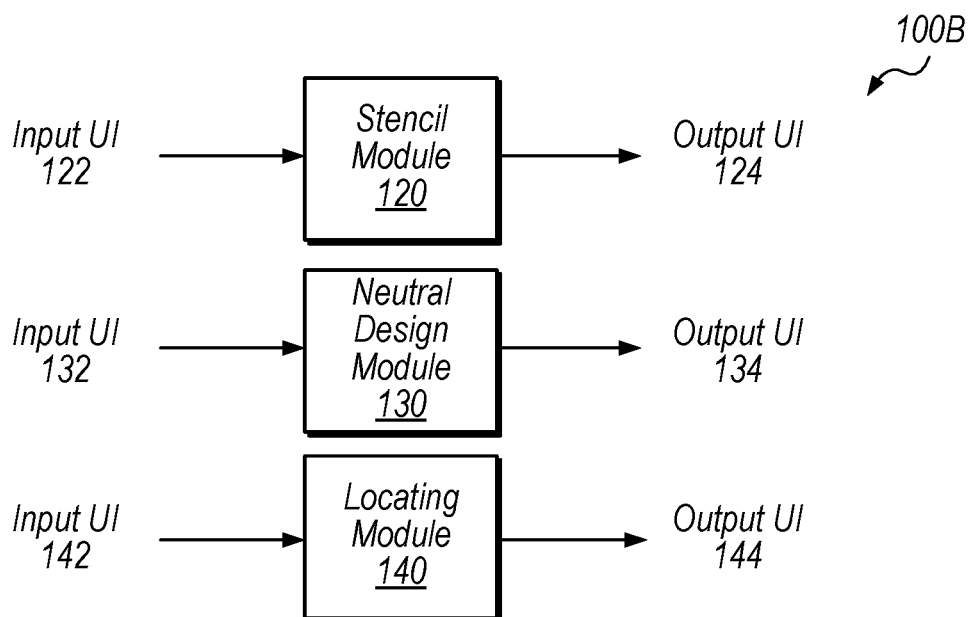 100B
Input UI
122
Stencil
Module
120
Output UI
124
Input UI
132
Neutral
Design
Module
130
Output UI
134
Input UI
142
Locating
Module
140
Output UI
144